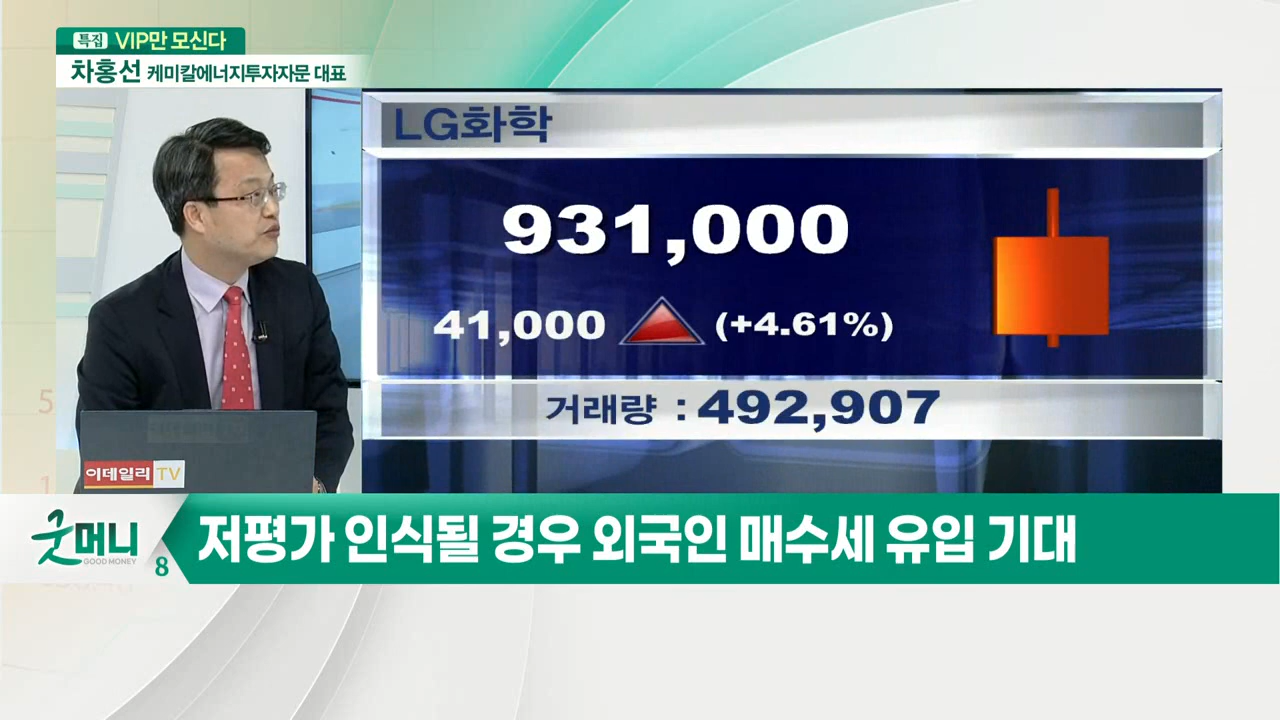 특집 VIP만 모신다
차홍선 케미칼에너지투자자문 대표
LG화학
931,000
41,000 (+4.61%)
거래량 : 492,907
5
1
이데일리 TV
굿머니
GOOD MONEY
8
저평가 인식될 경우 외국인 매수세 유입 기대